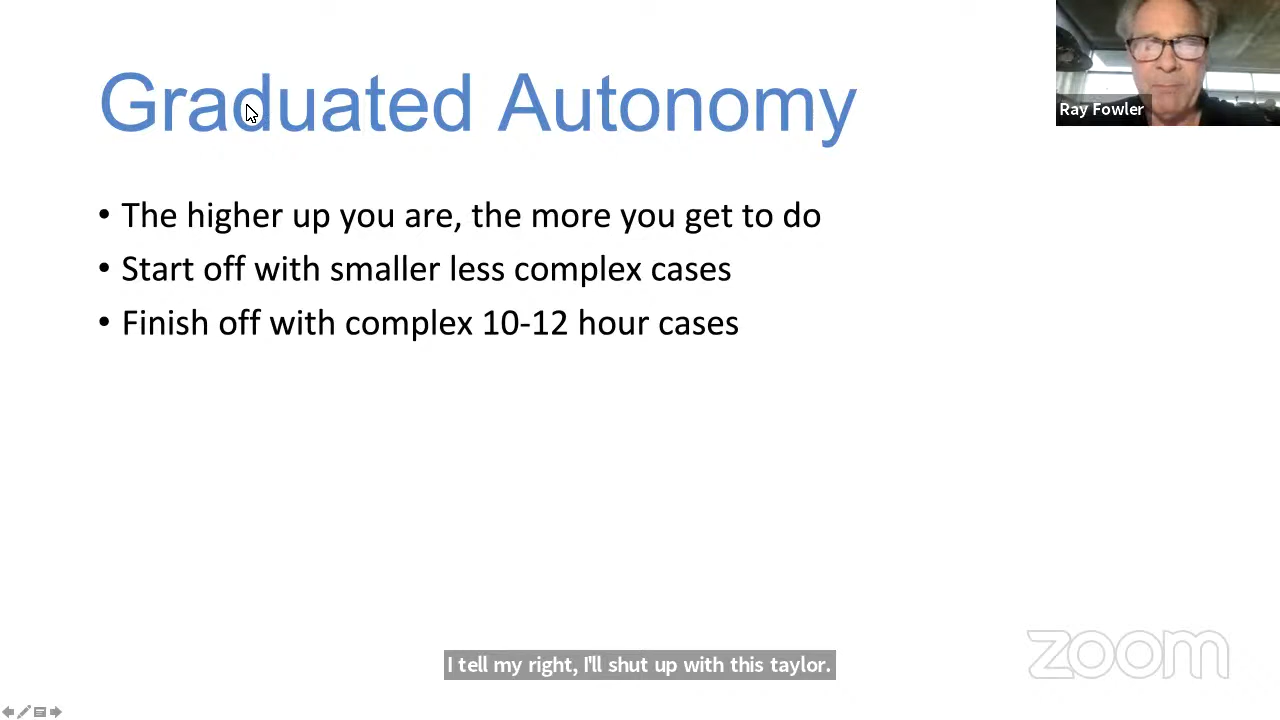 Graduated Autonomy
Ray Fowler
• The higher up you are, the more you get to do
• Start off with smaller less complex cases
• Finish off with complex 10-12 hour cases
zoom
I tell my right, I'll shut up with this taylor.